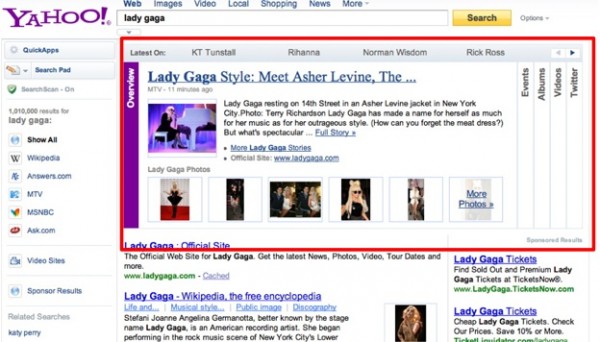 Web Images Video Local Shopping News More
YAHOO!
lady gaga
Search
Options
QuickApps
Search Pad
SearchScan - On
1,010,000 results for
lady gaga:
Show All
Wikipedia
Answers.com
MTV
MSNBC
Ask.com
Video Sites
Sponsor Results
Related Searches
katy perry
Latest On: KT Tunstall Rihanna Norman Wisdom Rick Ross
Overview
Lady Gaga Style: Meet Asher Levine, The ...
MTV - 11 minutes ago
Lady Gaga resting on 14th Street in an Asher Levine jacket in New York
City.Photo: Terry Richardson Lady Gaga has made a name for herself as much
for her music as for her outrageous style. (How can you forget the meat dress?)
But what's spectacular ... Full Story »
More Lady Gaga Stories
Official Site: www.ladygaga.com
Lady Gaga Photos
More
Photos »
Events
Albums
Videos
Twitter
Sponsored Results
Lady Gaga : Official Site
The Official Web Site for Lady Gaga. Get the latest News, Photos, Video, Tour Dates and
more.
www.ladygaga.com - Cached
Lady Gaga - Wikipedia, the free encyclopedia
Life and... | Musical style... | Public image | Discography
Stefani Joanne Angelina Germanotta, better known by the stage
name Lady Gaga, is an American recording artist. She began
performing in the rock music scene of New York City's Lower
Lady Gaga Tickets
Find Sold Out and Premium Lady
Gaga Tickets at TicketsNow®.
www.LadyGaga.TicketsNow.com
Lady Gaga Tickets
Cheap Lady Gaga Tickets. Check
Our Prices. Save 10% or More.
TicketLiquidator.com/ladygaga